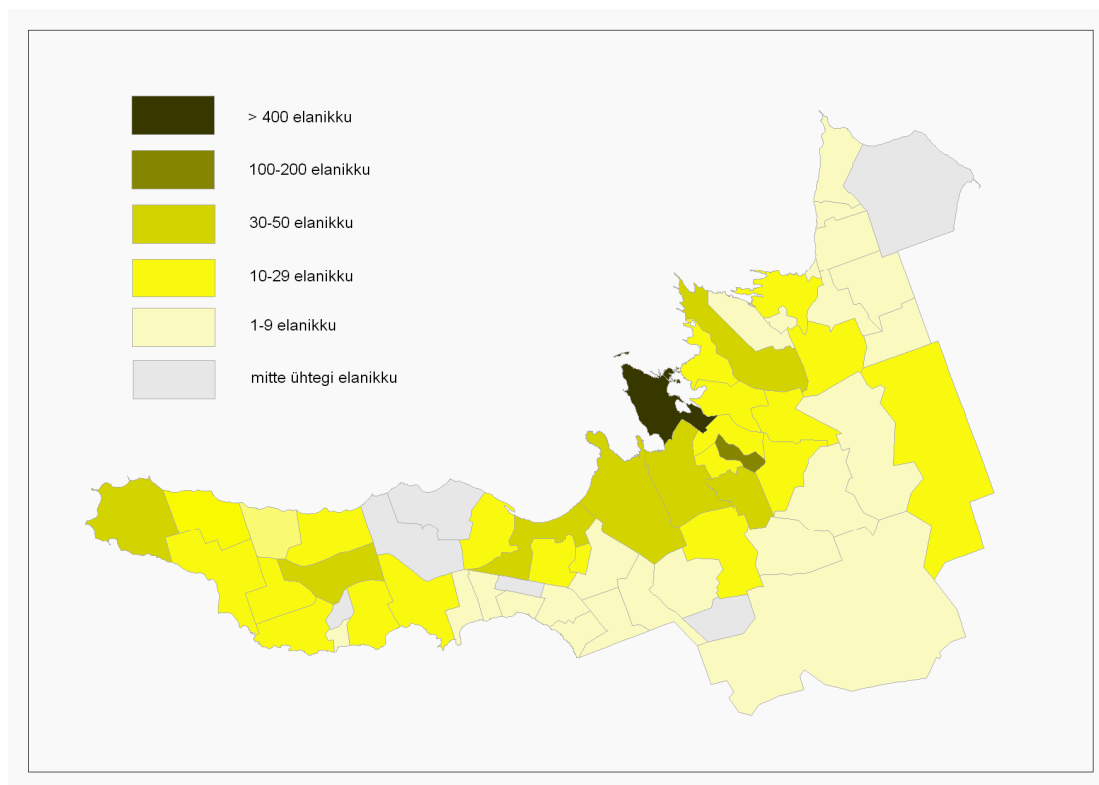 > 400 elanikku
100-200 elanikku
30-50 elanikku
10-29 elanikku
1-9 elanikku
mitte ühtegi elanikku